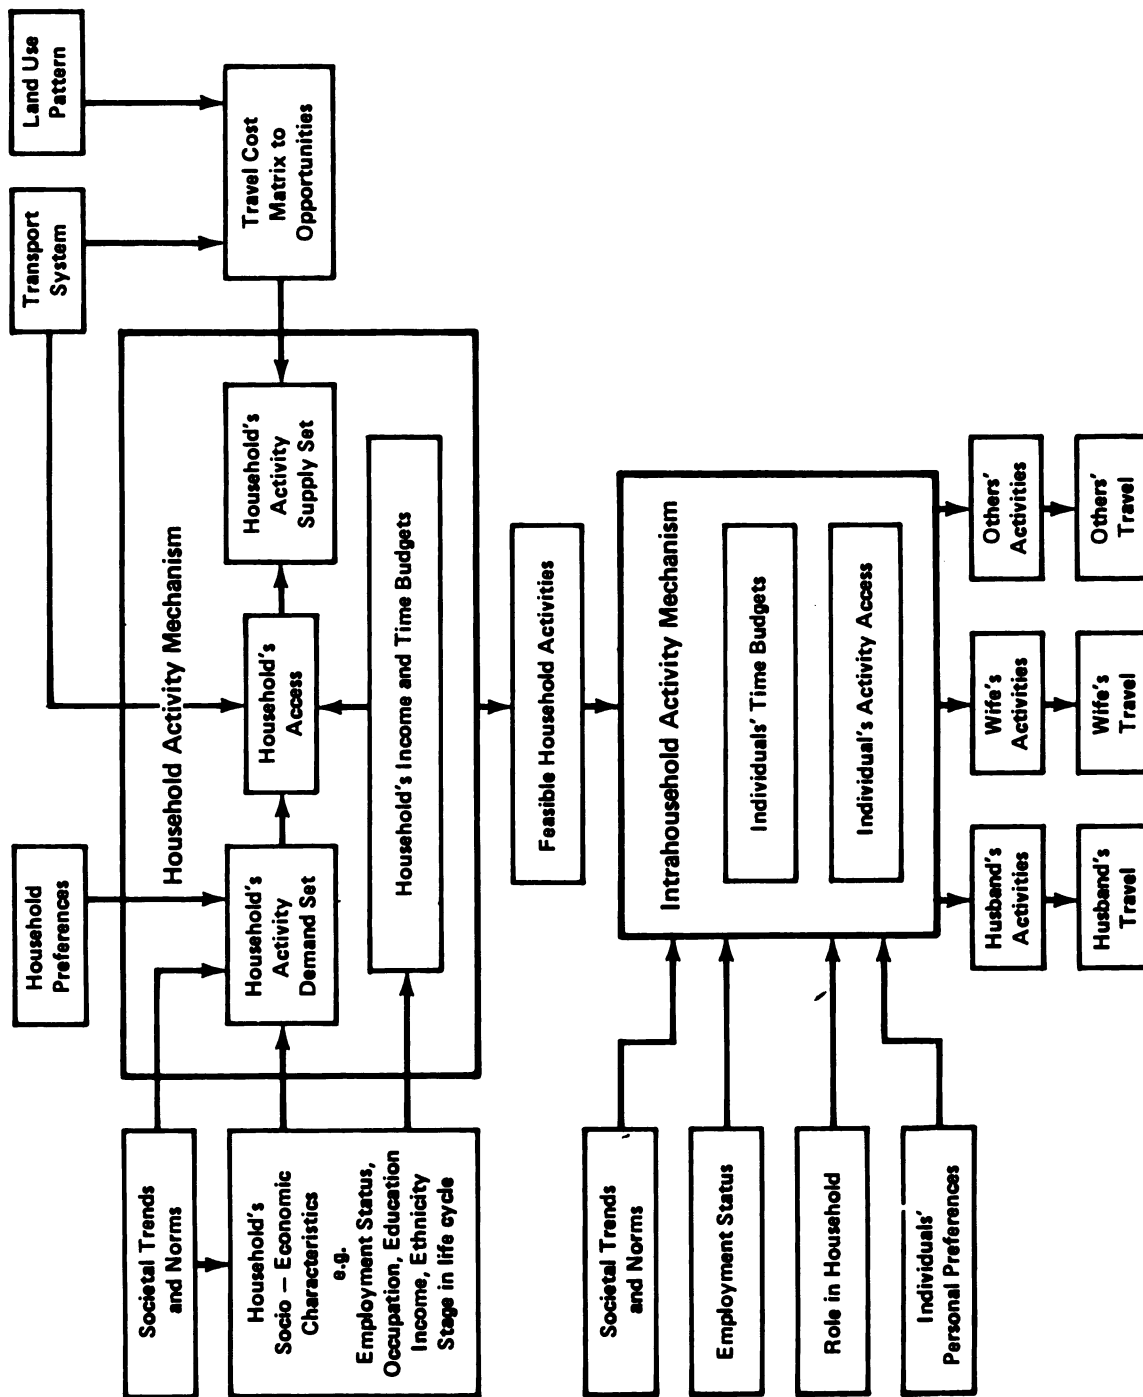 Household
Preferences
Transport
System
Land Use
Pattern
Societal Trends
and Norms
Household Activity Mechanism
Household's
Socio – Economic
Characteristics
e.g.
Employment Status,
Occupation, Education
Income, Ethnicity
Stage in life cycle
Household's
Activity
Demand Set
Household's
Access
Household's
Activity
Supply Set
Travel Cost
Matrix to
Opportunities
Household's Income and Time Budgets
Feasible Household Activities
Societal Trends
and Norms
Employment Status
Role in Household
Individuals'
Personal Preferences
Intrahousehold Activity Mechanism
Individuals' Time Budgets
Individual's Activity Access
Husband's
Activities
Wife's
Activities
Others'
Activities
Husband's
Travel
Wife's
Travel
Others'
Travel